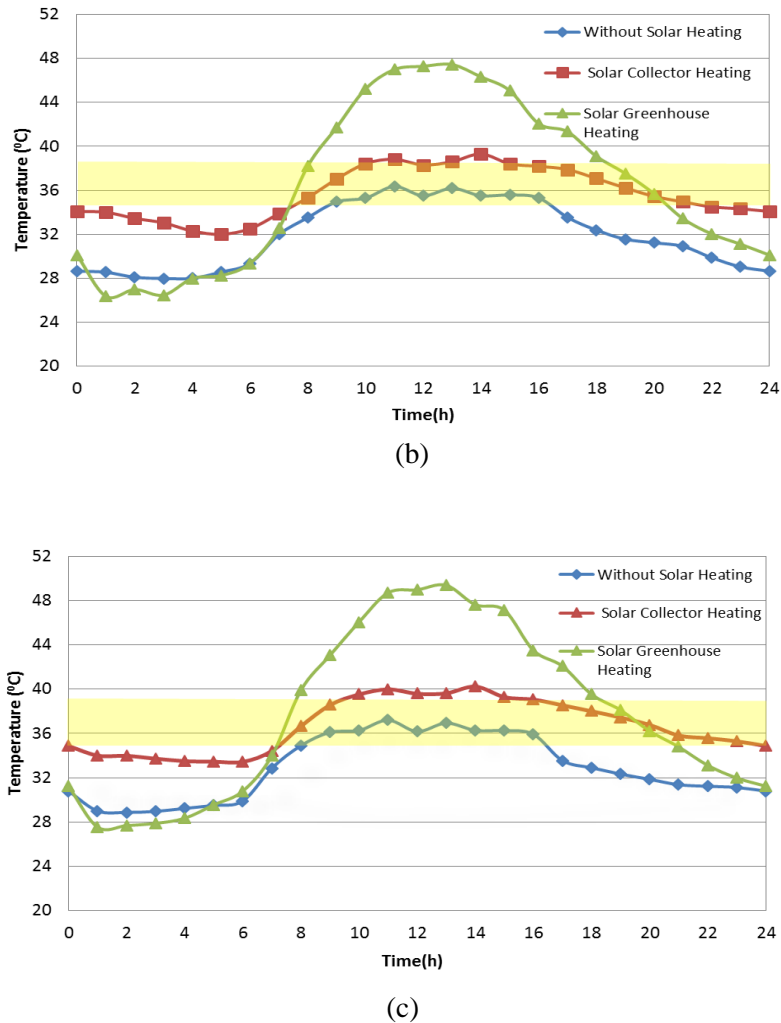 52
48
44
40
36
32
28
24
20
Temperature (⁰C)
Without Solar Heating
Solar Collector Heating
Solar Greenhouse
Heating
0 2 4 6 8 10 12 14 16 18 20 22 24
Time(h)
(b)
52
48
44
40
36
32
28
24
20
Temperature (⁰C)
Without Solar Heating
Solar Collector Heating
Solar Greenhouse
Heating
0 2 4 6 8 10 12 14 16 18 20 22 24
Time(h)
(c)